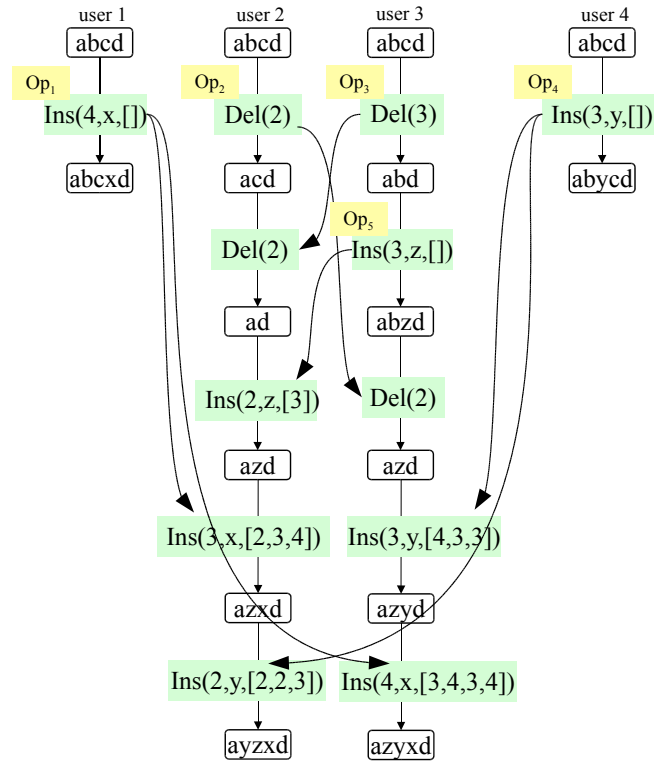 user 1 user 2 user 3 user 4
abcd abcd abcd abcd
Op1 Op2 Op3 Op4
Ins(4,x,[]) Del(2) Del(3) Ins(3,y,[])
abcxd acd abd abycd
Op5
Del(2) Ins(3,z,[])
ad abzd
Ins(2,z,[3]) Del(2)
azd azd
Ins(3,x,[2,3,4]) Ins(3,y,[4,3,3])
azxd azyd
Ins(2,y,[2,2,3]) Ins(4,x,[3,4,3,4])
ayzxd azyxd